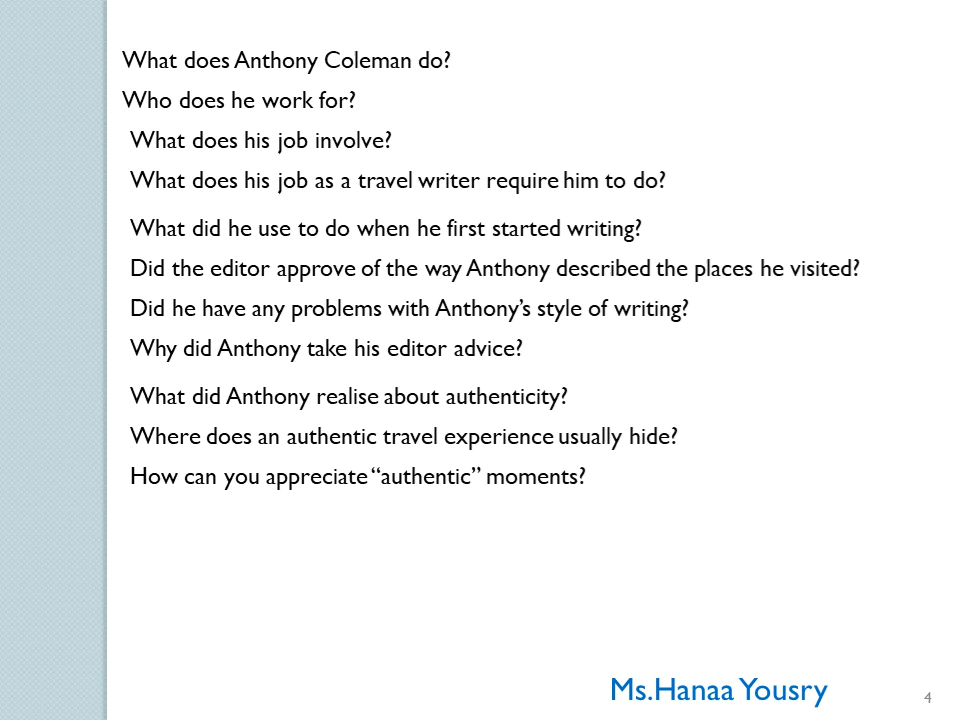 What does Anthony Coleman do?
Who does he work for?
What does his job involve?
What does his job as a travel writer require him to do?
What did he use to do when he first started writing?
Did the editor approve of the way Anthony described the places he visited?
Did he have any problems with Anthony’s style of writing?
Why did Anthony take his editor advice?
What did Anthony realise about authenticity?
Where does an authentic travel experience usually hide?
How can you appreciate “authentic” moments?
Ms.Hanaa Yousry
4